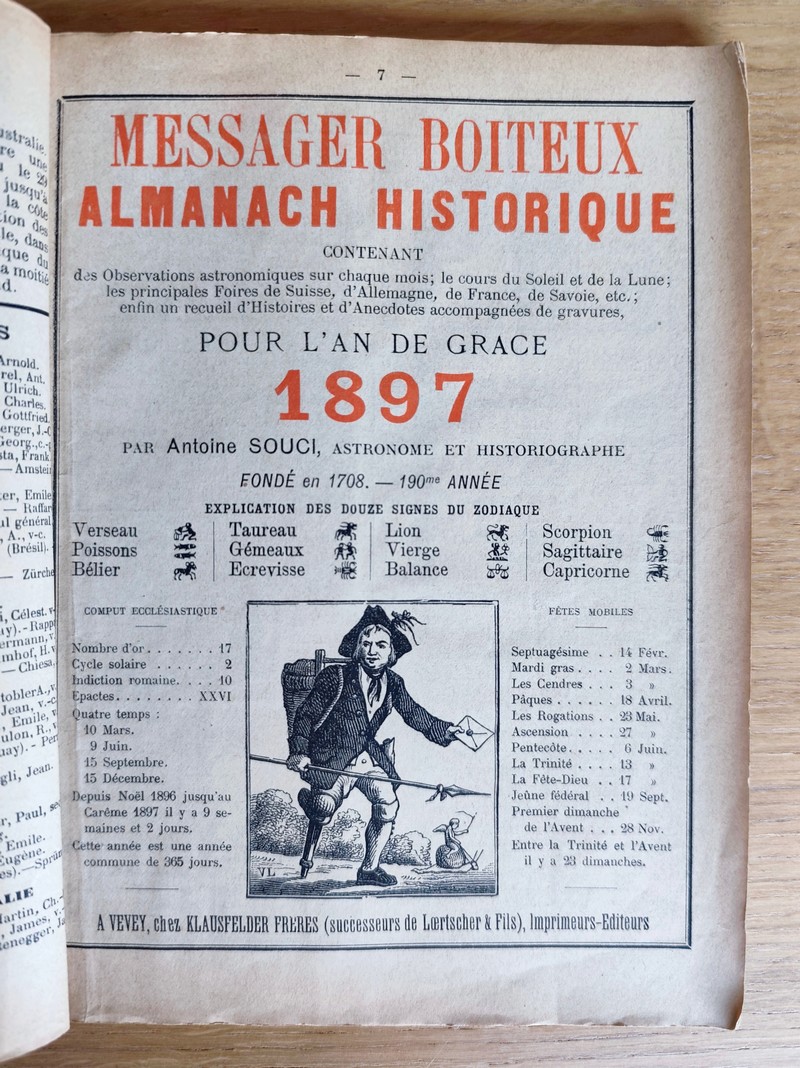 — 7 —
MESSAGER BOITEUX
ALMANACH HISTORIQUE
CONTENANT
des Observations astronomiques sur chaque mois; le cours du Soleil et de la Lune;
les principales Foires de Suisse, d'Allemagne, de France, de Savoie, etc.;
enfin un recueil d'Histoires et d'Anecdotes accompagnées de gravures,
POUR L'AN DE GRACE
1897
PAR Antoine SOUCI, ASTRONOME ET HISTORIOGRAPHE
FONDÉ en 1708. — 190me ANNÉE
EXPLICATION DES DOUZE SIGNES DU ZODIAQUE
Verseau
Poissons
Bélier
Taureau
Gémeaux
Ecrevisse
Lion
Vierge
Balance
Scorpion
Sagittaire
Capricorne
COMPUT ECCLÉSIASTIQUE
Nombre d'or . . . . . . . 17
Cycle solaire . . . . . . 2
Indiction romaine. . . . 10
Epactes. . . . . . . . XXVI
Quatre temps :
10 Mars.
9 Juin.
15 Septembre.
15 Décembre.
Depuis Noël 1896 jusqu'au
Carême 1897 il y a 9 se-
maines et 2 jours.
Cette année est une année
commune de 365 jours.
VL
FÊTES MOBILES
Septuagésime . . 14 Févr.
Mardi gras . . . . 2 Mars.
Les Cendres . . . 3 »
Pâques . . . . . . 18 Avril.
Les Rogations . . 23 Mai.
Ascension . . . . 27 »
Pentecôte. . . . . 6 Juin.
La Trinité . . . . 13 »
La Fête-Dieu . . 17 »
Jeûne fédéral . . 19 Sept.
Premier dimanche
de l'Avent . . . 28 Nov.
Entre la Trinité et l'Avent
il y a 23 dimanches.
A VEVEY, chez KLAUSFELDER FRÈRES (successeurs de Lœrtscher & Fils), Imprimeurs-Editeurs